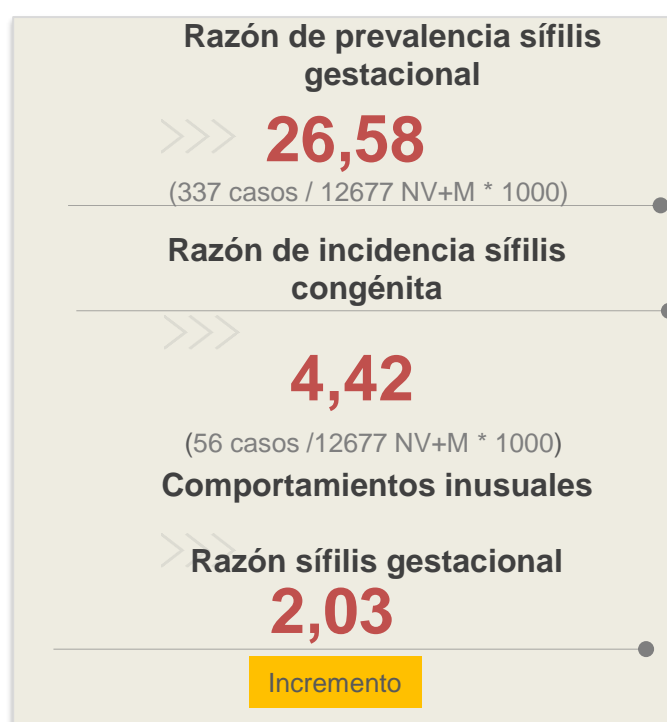 Razón de prevalencia sífilis
gestacional
26,58
(337 casos / 12677 NV+M * 1000)
Razón de incidencia sífilis
congénita
4,42
(56 casos /12677 NV+M * 1000)
Comportamientos inusuales
Razón sífilis gestacional
2,03
Incremento